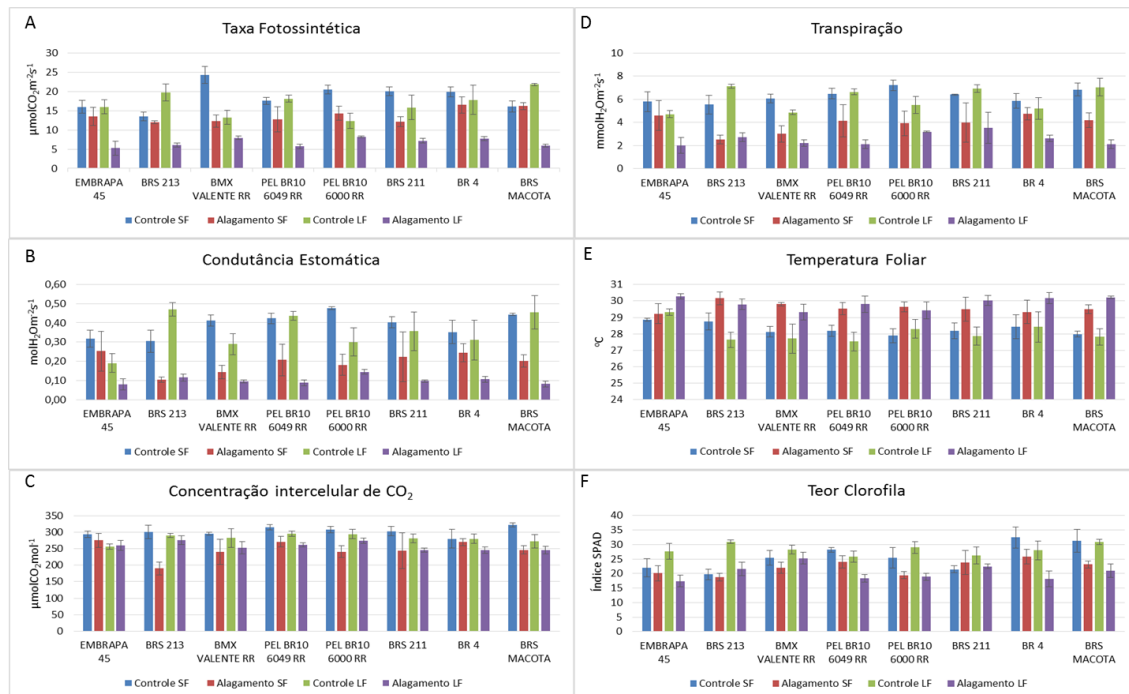 A
Taxa Fotossintética
µmolCO₂m⁻²s⁻¹
30
25
20
15
10
5
0
EMBRAPA 45
BRS 213
BMX VALENTE RR
PEL BR10 6049 RR
PEL BR10 6000 RR
BRS 211
BR 4
BRS MACOTA
Controle SF Alagamento SF Controle LF Alagamento LF
B
Condutância Estomática
molH₂Om⁻²s⁻¹
0,60
0,50
0,40
0,30
0,20
0,10
0,00
EMBRAPA 45
BRS 213
BMX VALENTE RR
PEL BR10 6049 RR
PEL BR10 6000 RR
BRS 211
BR 4
BRS MACOTA
Controle SF Alagamento SF Controle LF Alagamento LF
C
Concentração intercelular de CO₂
µmolCO₂mol⁻¹
350
300
250
200
150
100
50
0
EMBRAPA 45
BRS 213
BMX VALENTE RR
PEL BR10 6049 RR
PEL BR10 6000 RR
BRS 211
BR 4
BRS MACOTA
Controle SF Alagamento SF Controle LF Alagamento LF
D
Transpiração
mmolH₂Om⁻²s⁻¹
10
8
6
4
2
0
EMBRAPA 45
BRS 213
BMX VALENTE RR
PEL BR10 6049 RR
PEL BR10 6000 RR
BRS 211
BR 4
BRS MACOTA
Controle SF Alagamento SF Controle LF Alagamento LF
E
Temperatura Foliar
ºC
31
30
29
28
27
26
25
24
EMBRAPA 45
BRS 213
BMX VALENTE RR
PEL BR10 6049 RR
PEL BR10 6000 RR
BRS 211
BR 4
BRS MACOTA
Controle SF Alagamento SF Controle LF Alagamento LF
F
Teor Clorofila
Índice SPAD
40
35
30
25
20
15
10
5
0
EMBRAPA 45
BRS 213
BMX VALENTE RR
PEL BR10 6049 RR
PEL BR10 6000 RR
BRS 211
BR 4
BRS MACOTA
Controle SF Alagamento SF Controle LF Alagamento LF